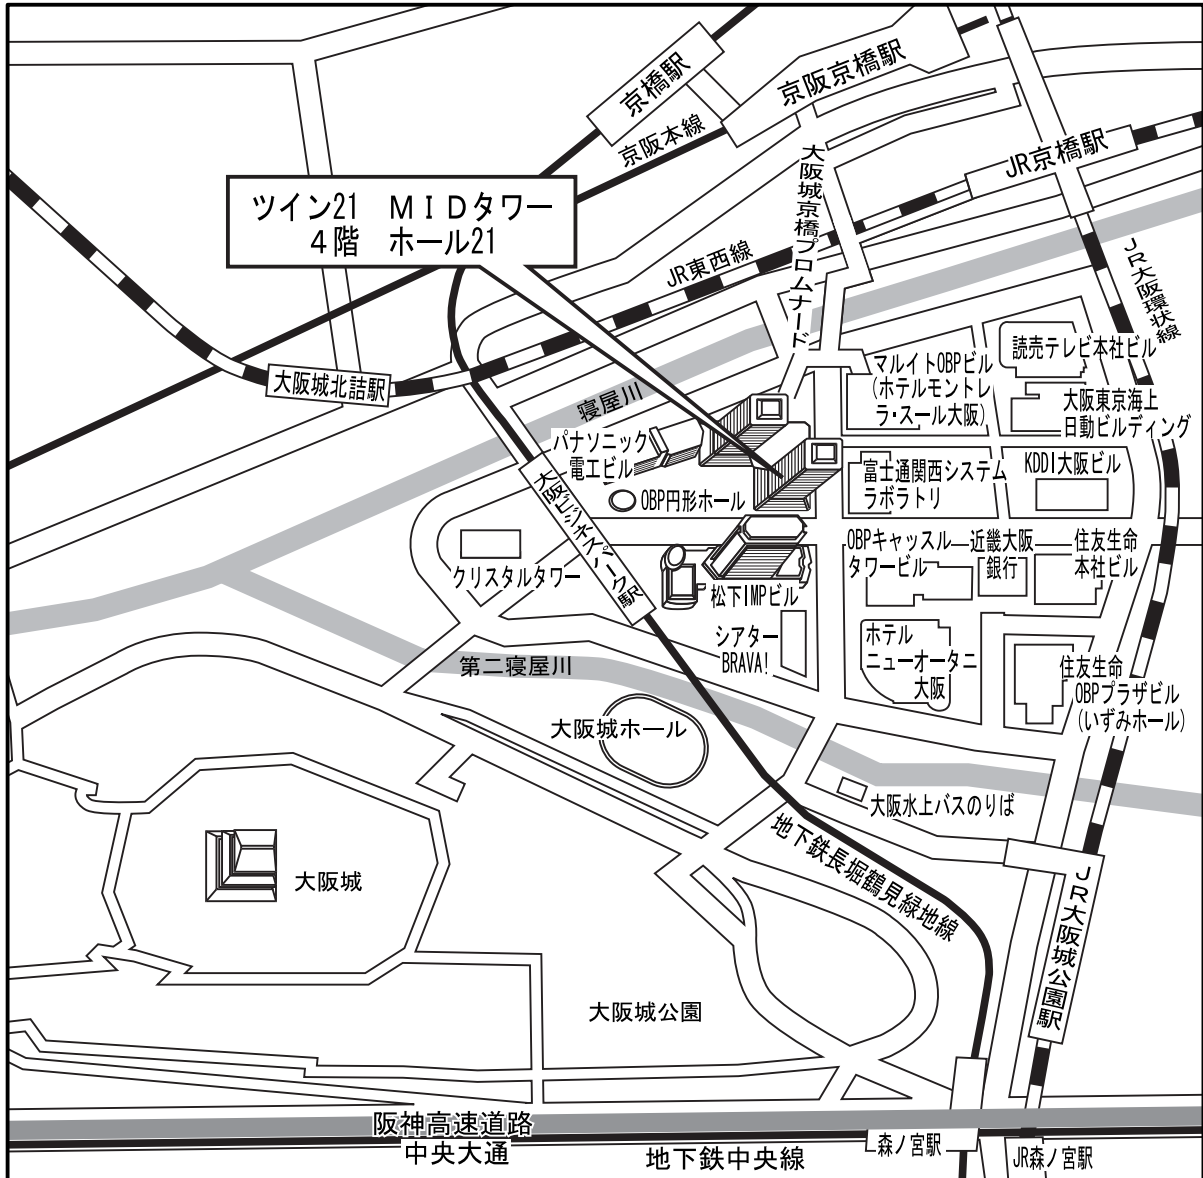 京橋駅
京阪京橋駅
京阪本線
JR京橋駅
大阪城京橋プロムナード
ツイン21　ＭＩＤタワー
４階　ホール21
JR東西線
JR大阪環状線
大阪城北詰駅
寝屋川
マルイトOBPビル
(ホテルモントレ
ラ･スール大阪)
読売テレビ本社ビル
大阪東京海上
日動ビルディング
パナソニック
電工ビル
OBP円形ホール
富士通関西システム
ラボラトリ
KDDI大阪ビル
大阪ビジネスパーク駅
クリスタルタワー
松下IMPビル
OBPキャッスル
タワービル
近畿大阪
銀行
住友生命
本社ビル
シアター
BRAVA!
ホテル
ニューオータニ
大阪
住友生命
OBPプラザビル
(いずみホール)
第二寝屋川
大阪城ホール
大阪水上バスのりば
地下鉄長堀鶴見緑地線
大阪城
JR大阪城公園駅
大阪城公園
阪神高速道路
中央大通
地下鉄中央線
森ノ宮駅
JR森ノ宮駅